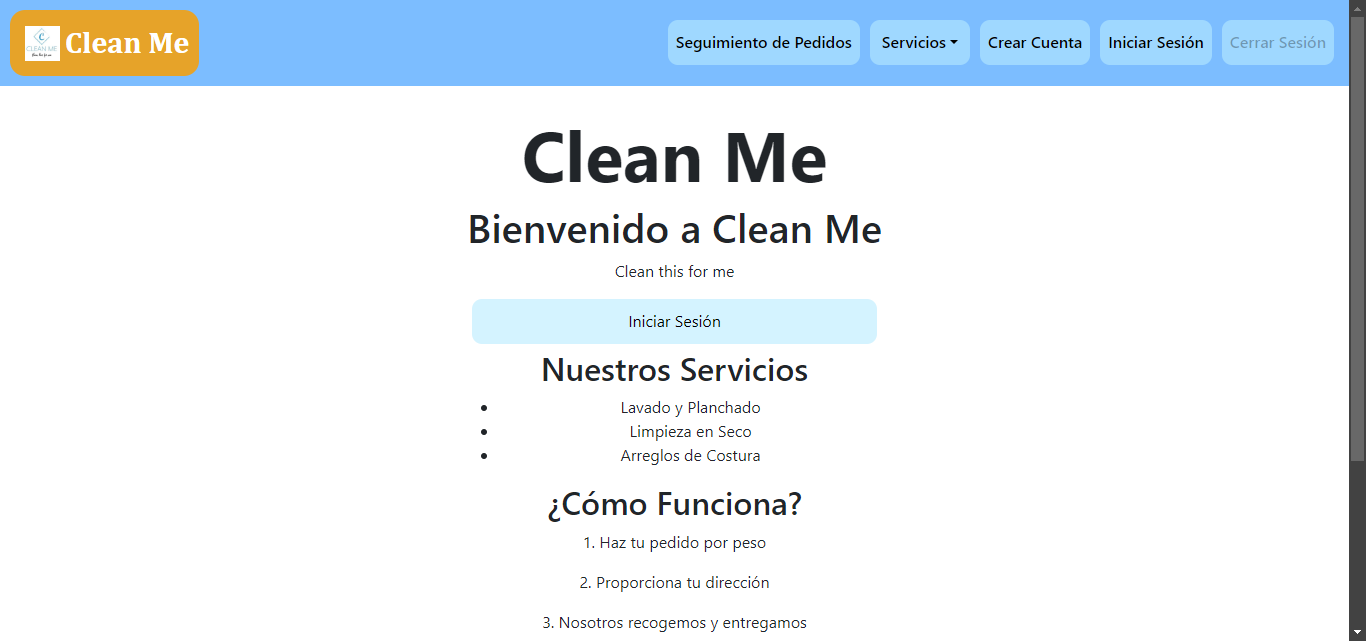 CLEAN ME
Clean Me
Seguimiento de Pedidos
Servicios
Crear Cuenta
Iniciar Sesión
Cerrar Sesión
Clean Me
Bienvenido a Clean Me
Clean this for me
Iniciar Sesión
Nuestros Servicios
• Lavado y Planchado
• Limpieza en Seco
• Arreglos de Costura
¿Cómo Funciona?
1. Haz tu pedido por peso
2. Proporciona tu dirección
3. Nosotros recogemos y entregamos